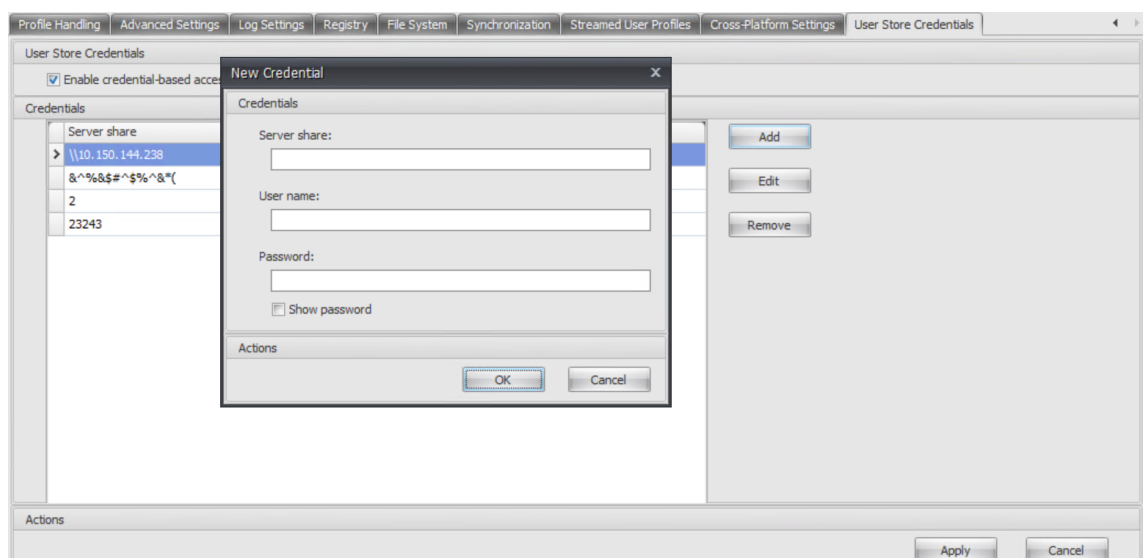 Profile Handling Advanced Settings Log Settings Registry File System Synchronization Streamed User Profiles Cross-Platform Settings User Store Credentials
User Store Credentials
Enable credential-based acce
Credentials
Server share
\\10.150.144.238
&^%&$#^$%^&*(
2
23243
New Credential X
Credentials
Server share:
User name:
Password:
Show password
Actions
OK Cancel
Add
Edit
Remove
Actions
Apply Cancel